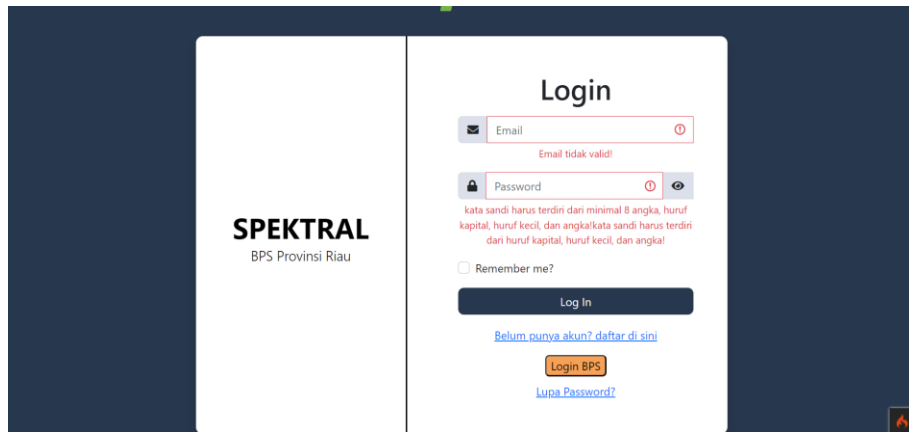 Login
Email
Email tidak valid!
Password
kata sandi harus terdiri dari minimal 8 angka, huruf
kapital, huruf kecil, dan angka!kata sandi harus terdiri
dari huruf kapital, huruf kecil, dan angka!
SPEKTRAL
BPS Provinsi Riau
Remember me?
Log In
Belum punya akun? daftar di sini
Login BPS
Lupa Password?